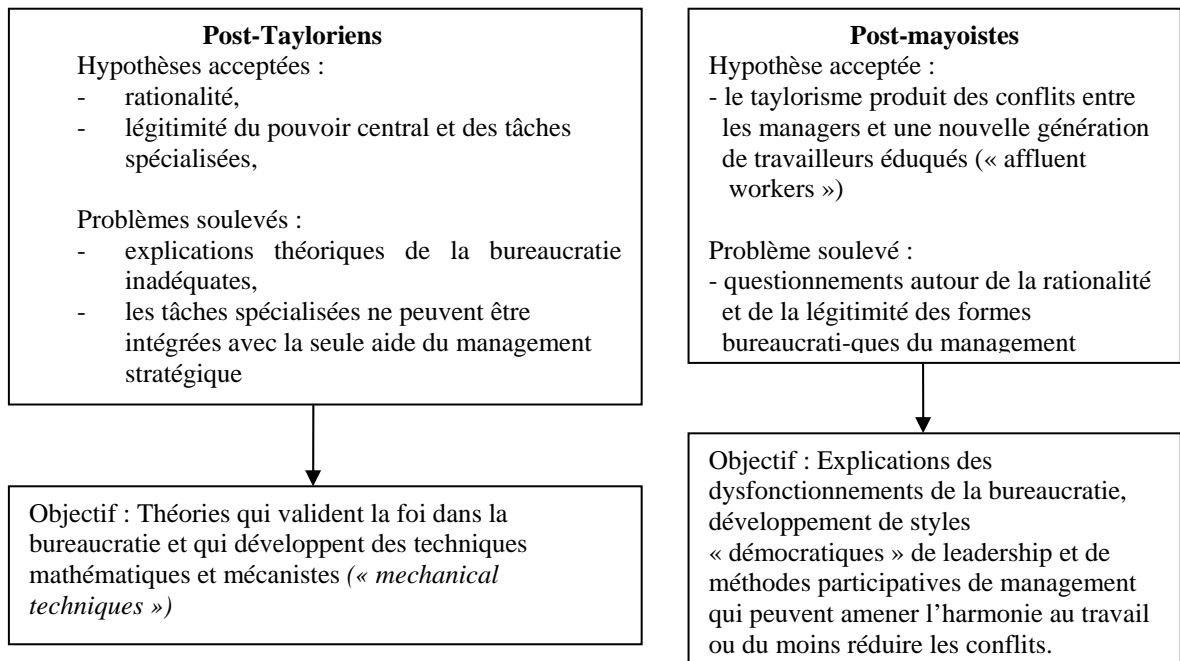 Post-Tayloriens
Hypothèses acceptées :
- rationalité,
- légitimité du pouvoir central et des tâches
spécialisées,
Problèmes soulevés :
- explications théoriques de la bureaucratie
inadéquates,
- les tâches spécialisées ne peuvent être
intégrées avec la seule aide du management
stratégique
Objectif : Théories qui valident la foi dans la
bureaucratie et qui développent des techniques
mathématiques et mécanistes (« mechanical
techniques »)
Post-mayoistes
Hypothèse acceptée :
- le taylorisme produit des conflits entre
les managers et une nouvelle génération
de travailleurs éduqués (« affluent
workers »)
Problème soulevé :
- questionnements autour de la rationalité
et de la légitimité des formes
bureaucrati-ques du management
Objectif : Explications des
dysfonctionnements de la bureaucratie,
développement de styles
« démocratiques » de leadership et de
méthodes participatives de management
qui peuvent amener l’harmonie au travail
ou du moins réduire les conflits.